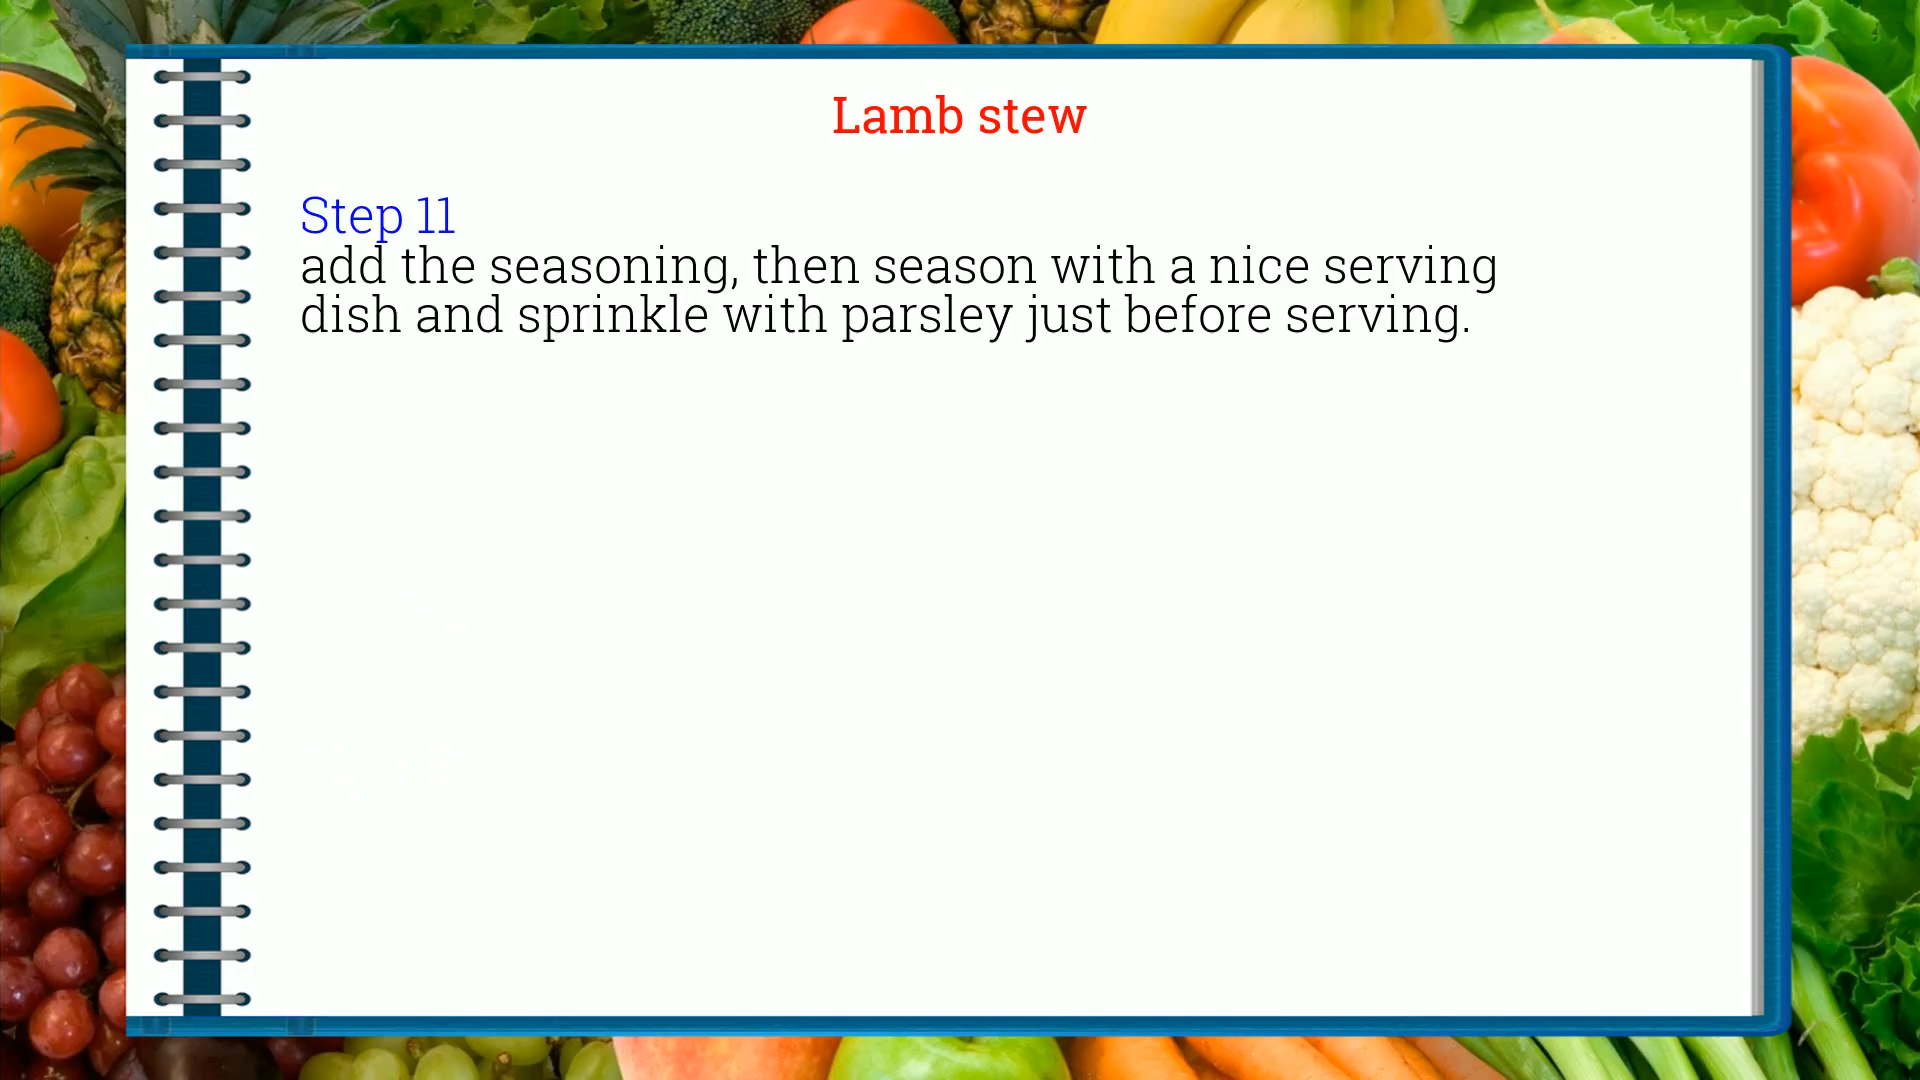 Lamb stew
Step 11
add the seasoning, then season with a nice serving
dish and sprinkle with parsley just before serving.